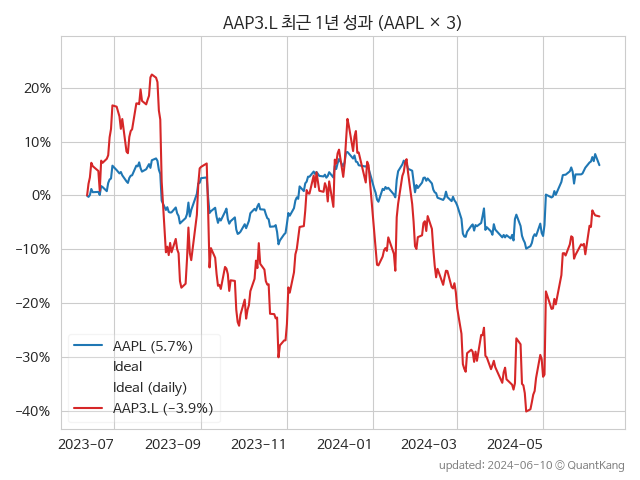 AAP3.L 최근 1년 성과 (AAPL × 3)
20%
10%
0%
−10%
−20%
−30%
−40%
AAPL (5.7%)
Ideal
Ideal (daily)
AAP3.L (−3.9%)
2023-07
2023-09
2023-11
2024-01
2024-03
2024-05
updated: 2024-06-10 © QuantKang